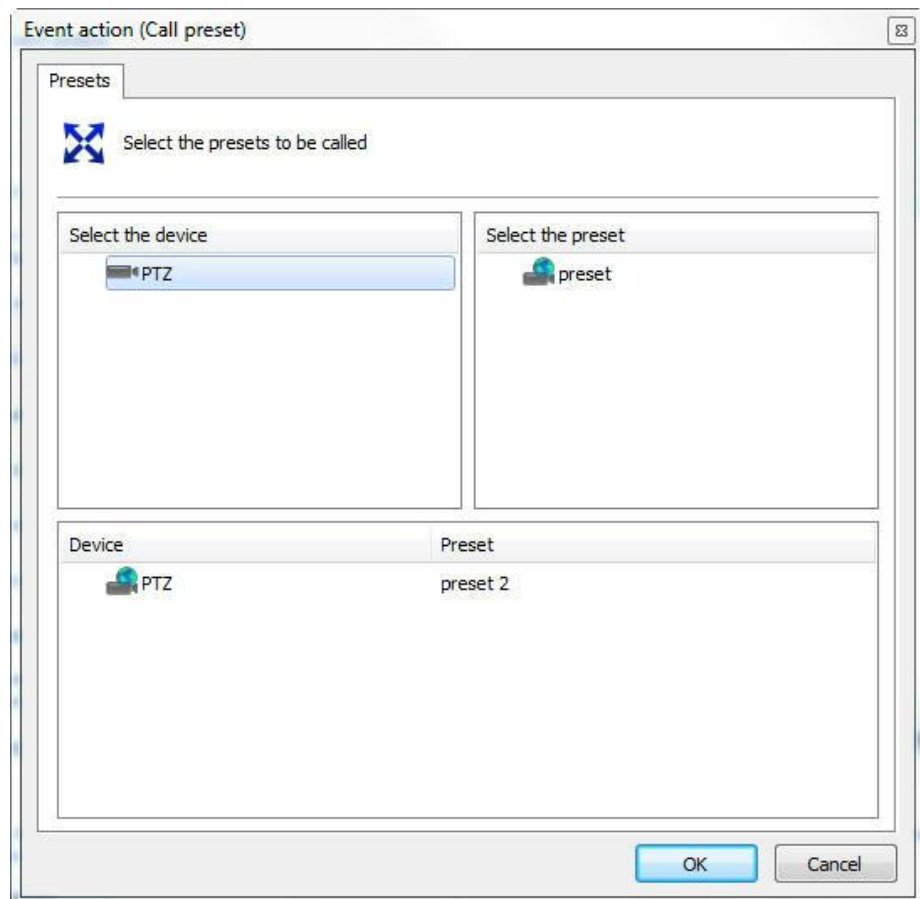 Event action (Call preset)
Presets
Select the presets to be called
Select the device
PTZ
Select the preset
preset
Device Preset
PTZ preset 2
OK Cancel